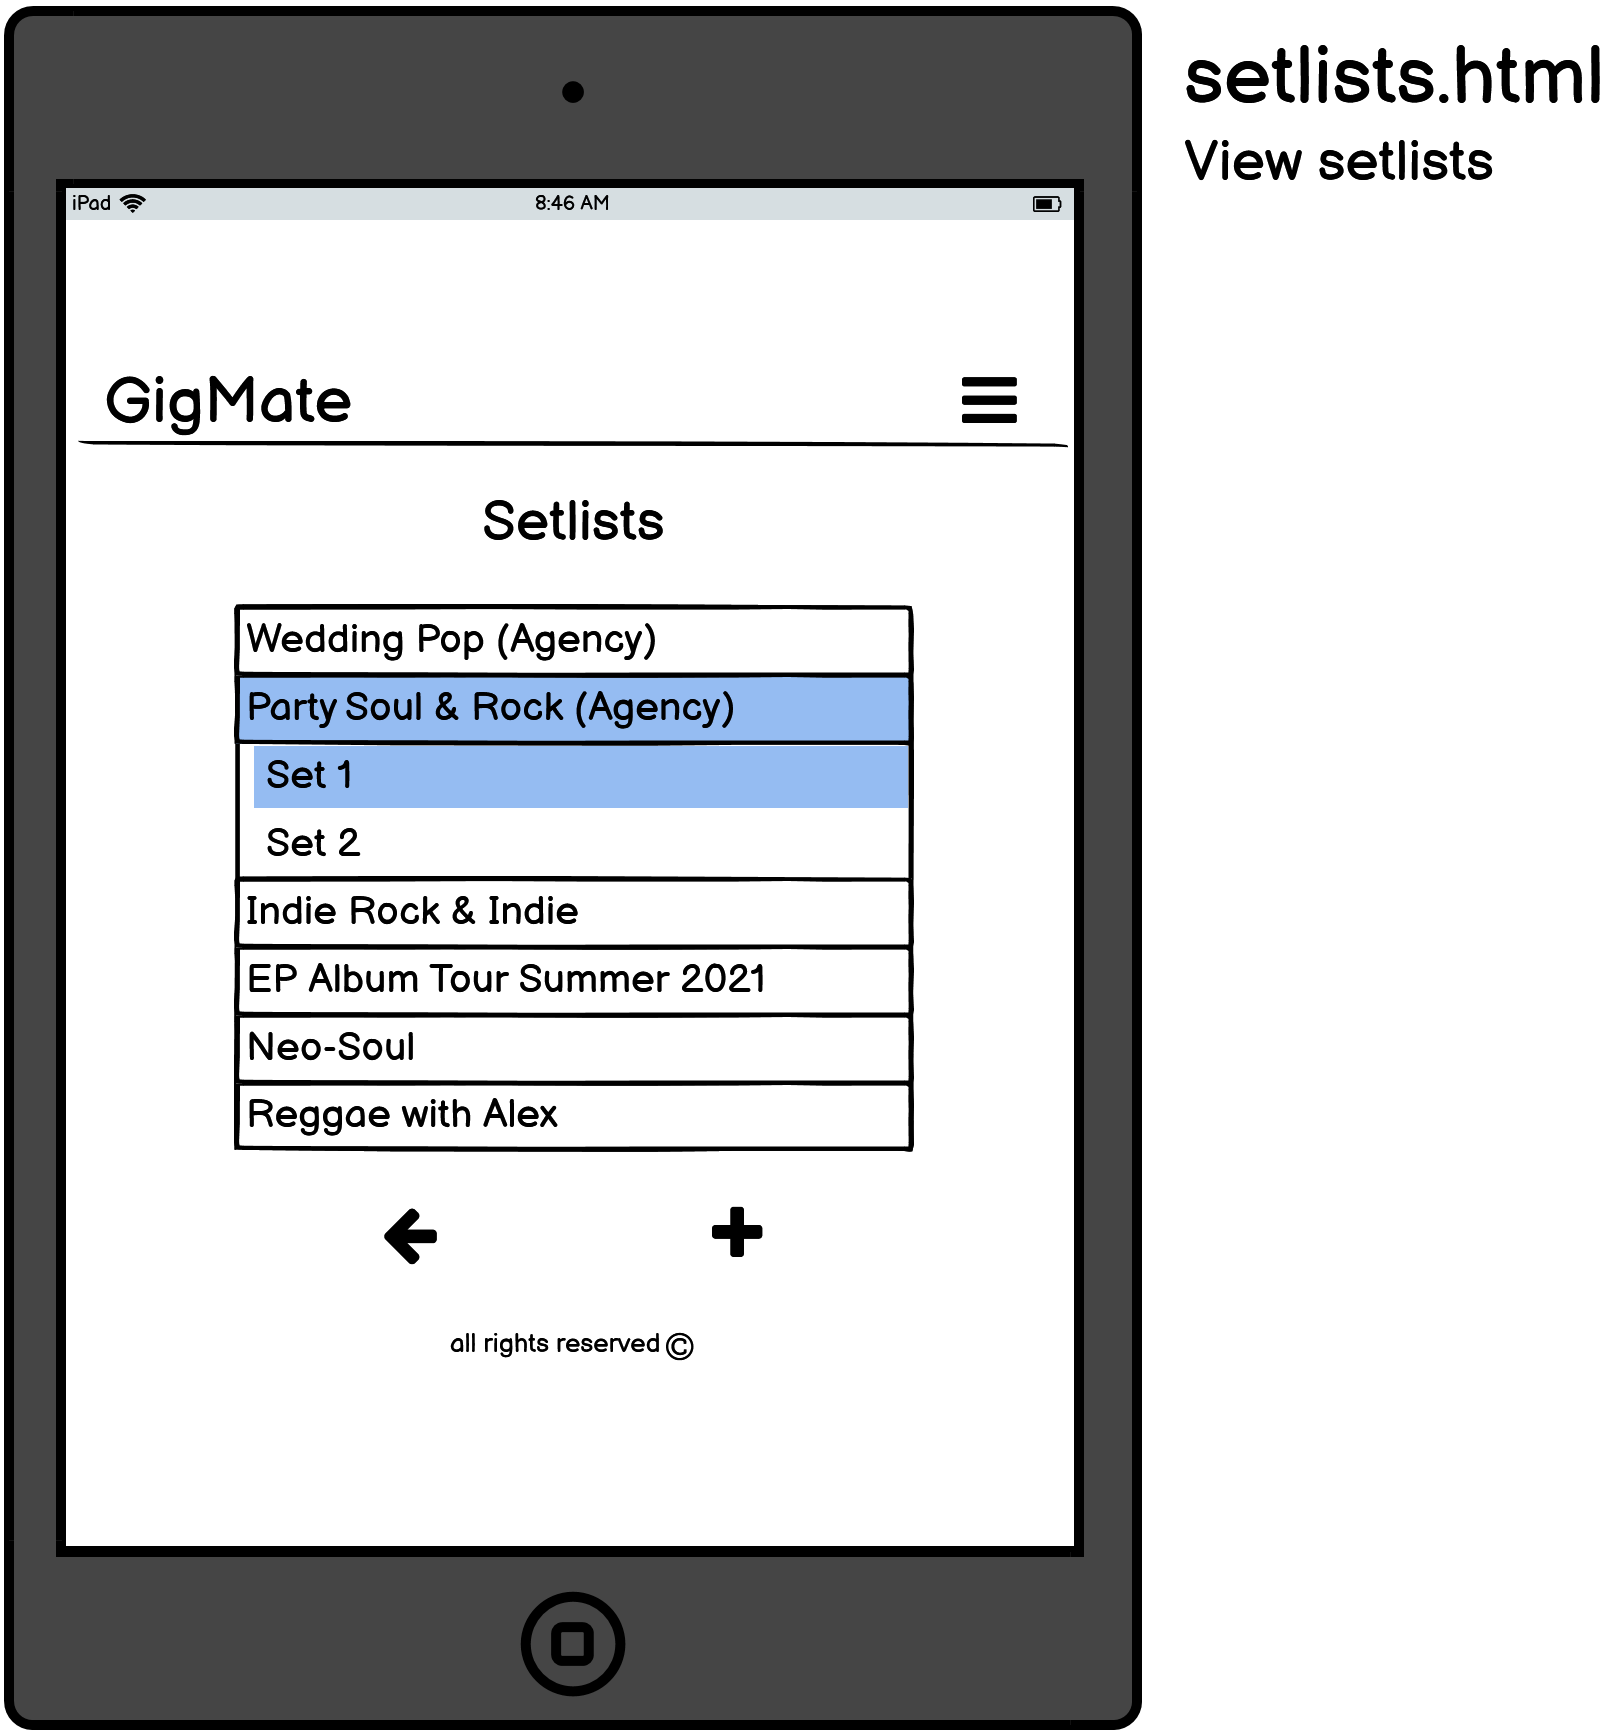 setlists.html
View setlists
iPad 8:46 AM
GigMate
Setlists
Wedding Pop (Agency)
Party Soul & Rock (Agency)
Set 1
Set 2
Indie Rock & Indie
EP Album Tour Summer 2021
Neo-Soul
Reggae with Alex
all rights reserved ©